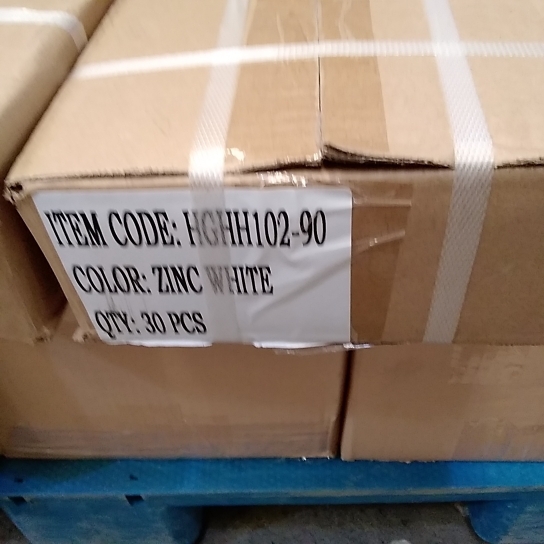 ITEM CODE: HGHH102-90
COLOR: ZINC WHITE
QTY: 30 PCS